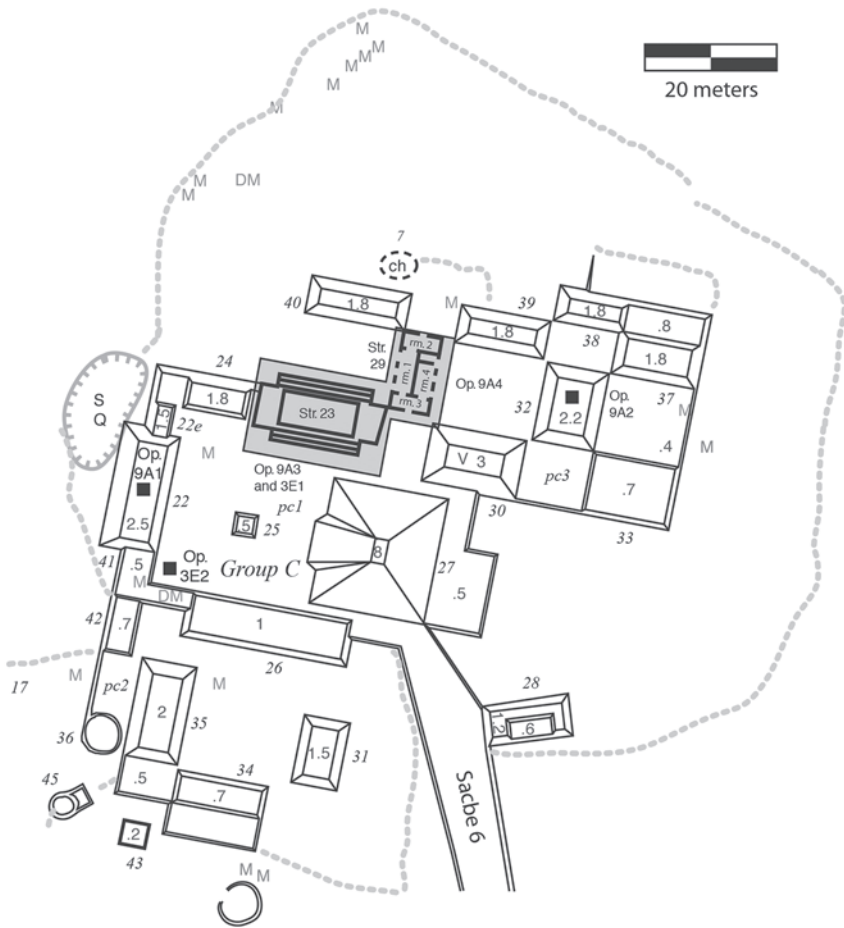 M
M
M
M
M
M
20 meters
M
DM
M
7
ch
40
1.8
M
39
1.8
1.8
.8
38
1.8
Str.
29
rm. 2
rm. 1
rm. 4
rm. 3
Op. 9A4
24
1.8
Str. 23
32
2.2
Op.
9A2
37
M
S
Q
1.5
22e
M
Op.
9A1
V 3
pc3
.4
M
Op. 9A3
and 3E1
pc1
30
.7
33
22
2.5
.5
25
8
27
41
.5
Op.
3E2
Group C
M
DM
.5
42
.7
1
26
17
M
pc2
M
28
1.2
.6
2
35
36
1.5
31
45
.5
34
.7
Sacbe 6
.2
43
M
M